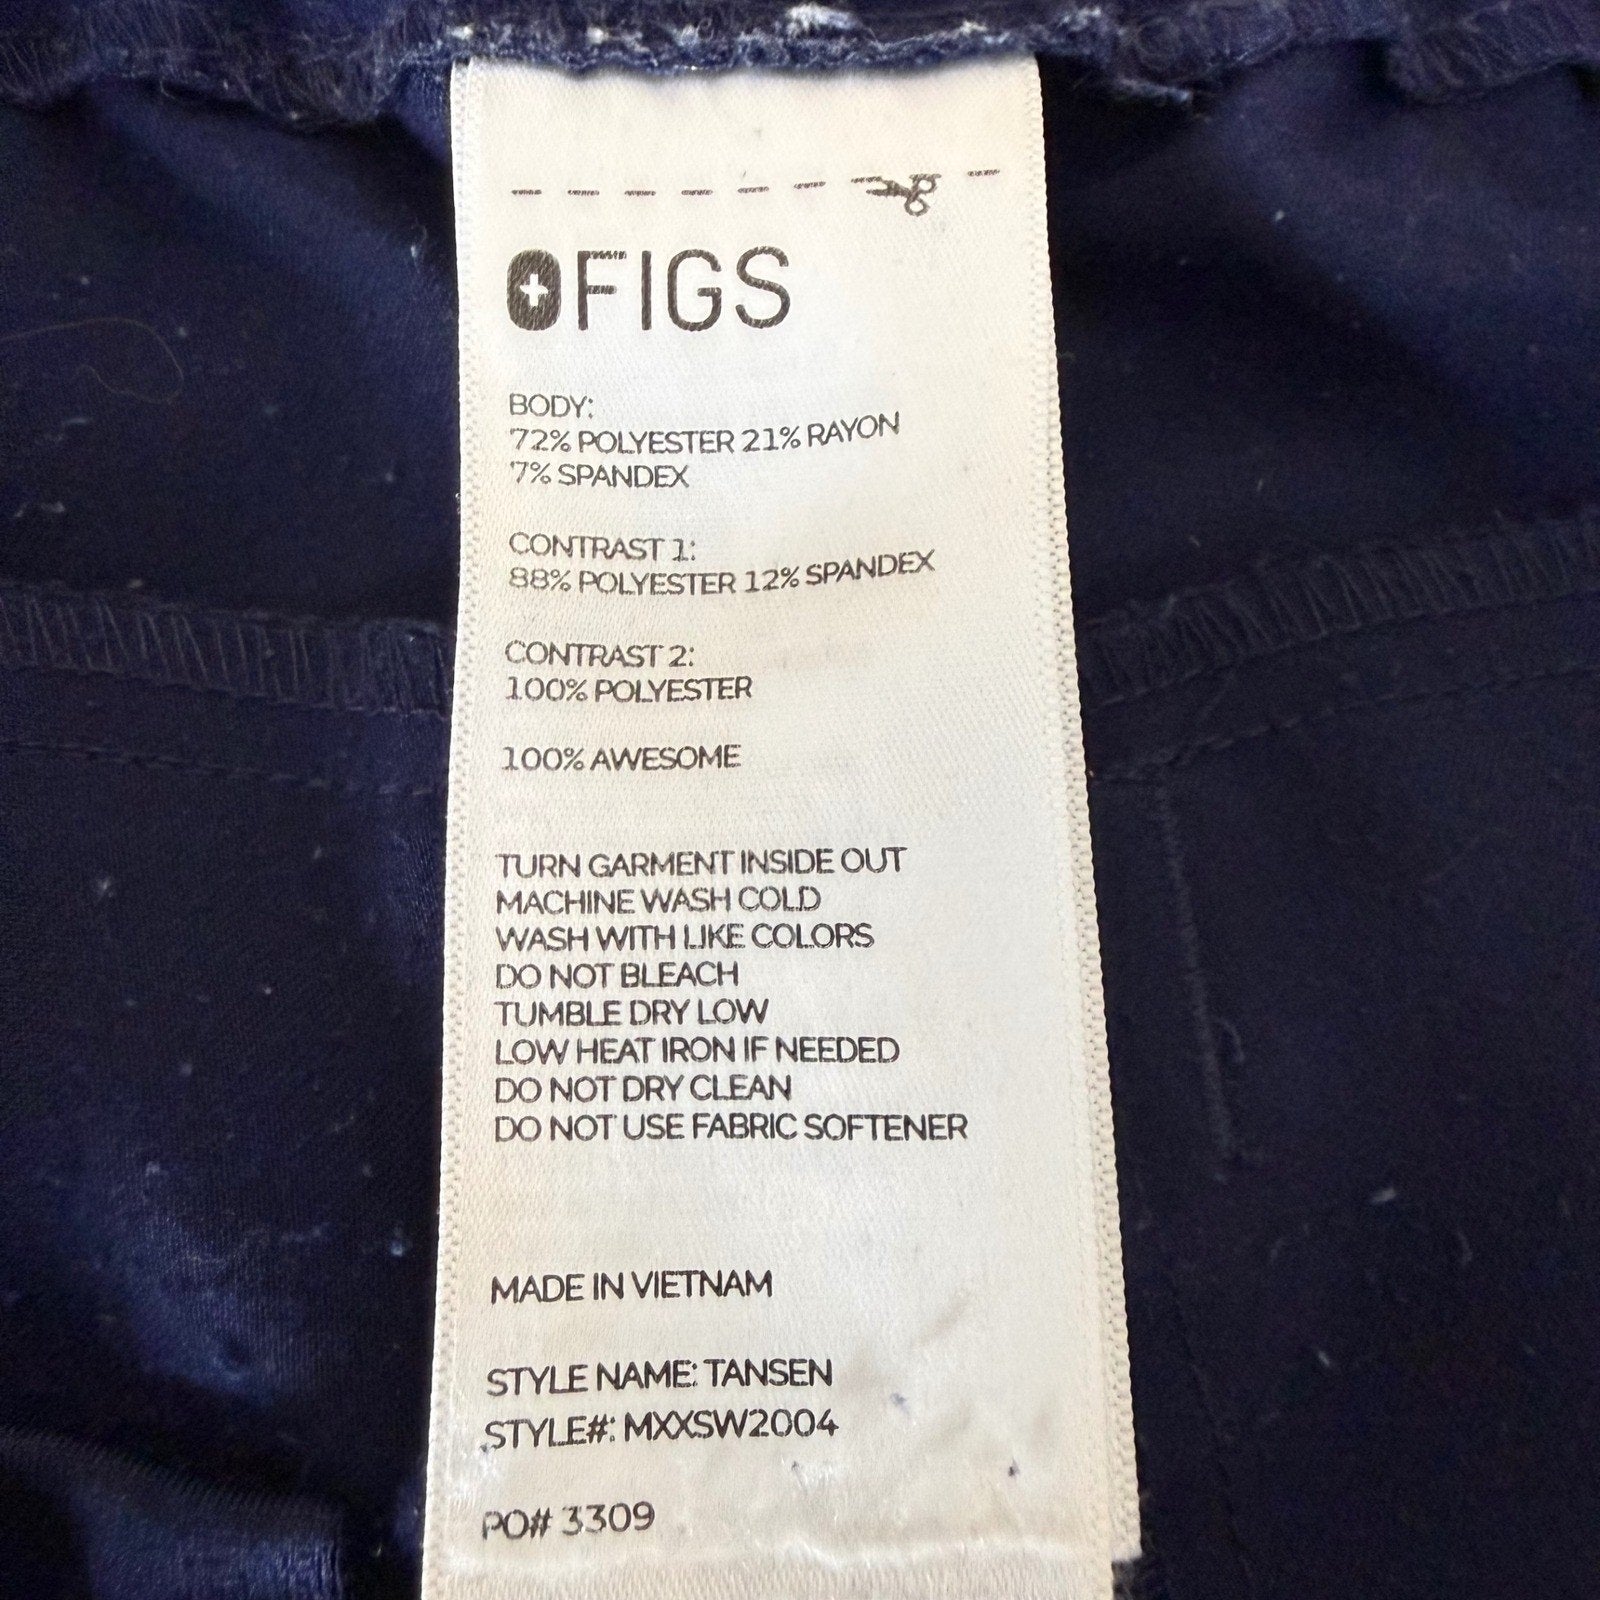 FIGS
BODY:
72% POLYESTER 21% RAYON
7% SPANDEX
CONTRAST 1:
88% POLYESTER 12% SPANDEX
CONTRAST 2:
100% POLYESTER
100% AWESOME
TURN GARMENT INSIDE OUT
MACHINE WASH COLD
WASH WITH LIKE COLORS
DO NOT BLEACH
TUMBLE DRY LOW
LOW HEAT IRON IF NEEDED
DO NOT DRY CLEAN
DO NOT USE FABRIC SOFTENER
MADE IN VIETNAM
STYLE NAME: TANSEN
STYLE#: MXXSW2004
PO# 3309